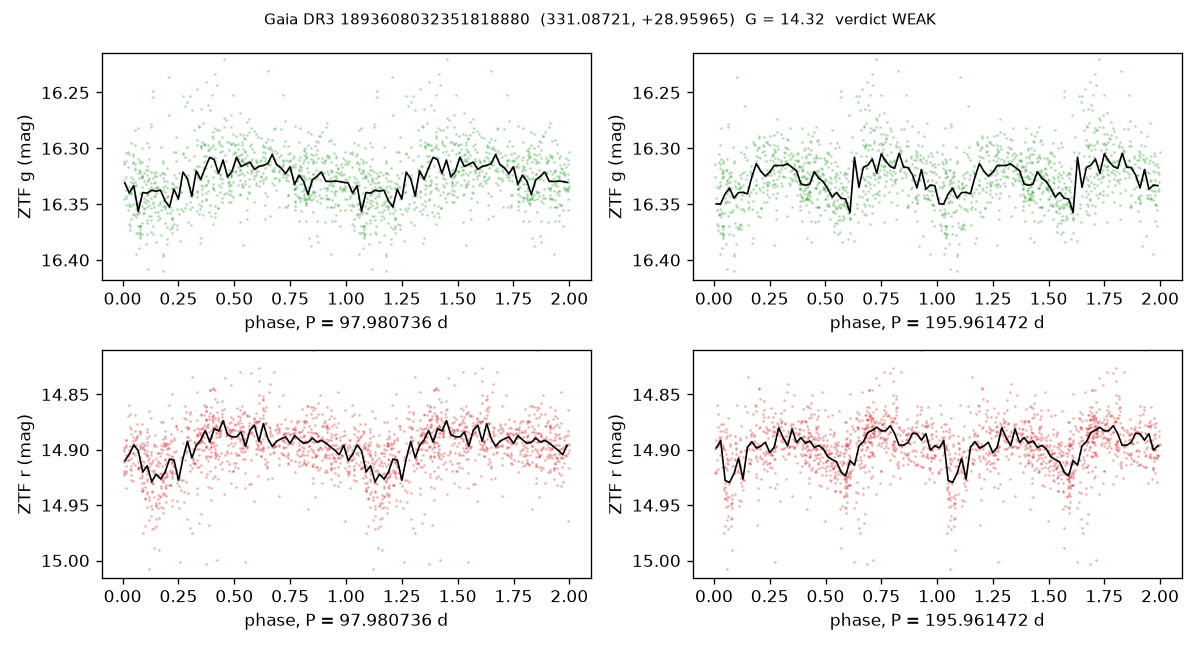 Gaia DR3 1893608032351818880  (331.08721, +28.95965)  G = 14.32  verdict WEAK
ZTF g (mag)
16.25
16.30
16.35
16.40
0.00 0.25 0.50 0.75 1.00 1.25 1.50 1.75 2.00
phase, P = 97.980736 d
ZTF g (mag)
16.25
16.30
16.35
16.40
0.00 0.25 0.50 0.75 1.00 1.25 1.50 1.75 2.00
phase, P = 195.961472 d
ZTF r (mag)
14.85
14.90
14.95
15.00
0.00 0.25 0.50 0.75 1.00 1.25 1.50 1.75 2.00
phase, P = 97.980736 d
ZTF r (mag)
14.85
14.90
14.95
15.00
0.00 0.25 0.50 0.75 1.00 1.25 1.50 1.75 2.00
phase, P = 195.961472 d